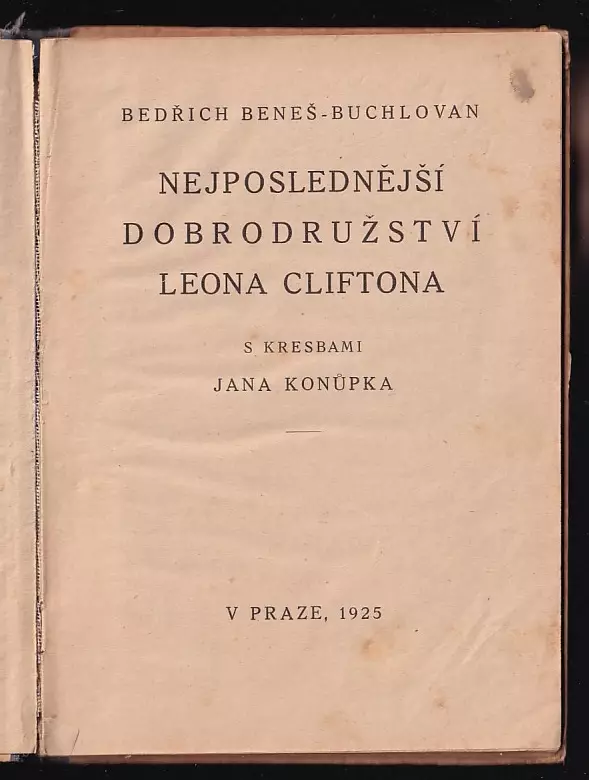 BEDŘICH BENEŠ-BUCHLOVAN
NEJPOSLEDNĚJŠÍ
DOBRODRUŽSTVÍ
LEONA CLIFTONA
S KRESBAMI
JANA KONŮPKA
V PRAZE, 1925